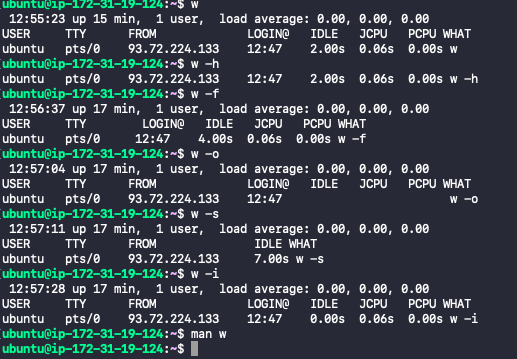 ubuntu@ip-172-31-19-124:~$ w
 12:55:23 up 15 min,  1 user,  load average: 0.00, 0.00, 0.00
USER     TTY      FROM             LOGIN@   IDLE   JCPU   PCPU WHAT
ubuntu   pts/0    93.72.224.133    12:47    2.00s  0.06s  0.00s w
ubuntu@ip-172-31-19-124:~$ w -h
ubuntu   pts/0    93.72.224.133    12:47    2.00s  0.06s  0.00s w -h
ubuntu@ip-172-31-19-124:~$ w -f
 12:56:37 up 17 min,  1 user,  load average: 0.00, 0.00, 0.00
USER     TTY        LOGIN@   IDLE   JCPU   PCPU WHAT
ubuntu   pts/0     12:47    4.00s  0.06s  0.00s w -f
ubuntu@ip-172-31-19-124:~$ w -o
 12:57:04 up 17 min,  1 user,  load average: 0.00, 0.00, 0.00
USER     TTY      FROM             LOGIN@   IDLE   JCPU   PCPU WHAT
ubuntu   pts/0    93.72.224.133    12:47                      w -o
ubuntu@ip-172-31-19-124:~$ w -s
 12:57:11 up 17 min,  1 user,  load average: 0.00, 0.00, 0.00
USER     TTY      FROM              IDLE WHAT
ubuntu   pts/0    93.72.224.133     7.00s w -s
ubuntu@ip-172-31-19-124:~$ w -i
 12:57:28 up 17 min,  1 user,  load average: 0.00, 0.00, 0.00
USER     TTY      FROM             LOGIN@   IDLE   JCPU   PCPU WHAT
ubuntu   pts/0    93.72.224.133    12:47    0.00s  0.06s  0.00s w -i
ubuntu@ip-172-31-19-124:~$ man w
ubuntu@ip-172-31-19-124:~$